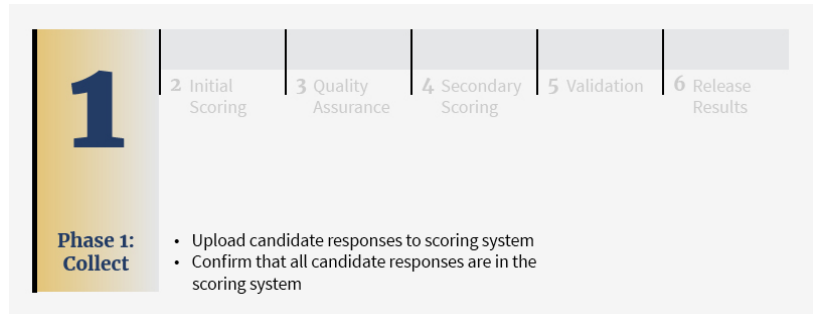 1
2 Initial
Scoring
3 Quality
Assurance
4 Secondary
Scoring
5 Validation
6 Release
Results
Phase 1:
Collect
• Upload candidate responses to scoring system
• Confirm that all candidate responses are in the
scoring system